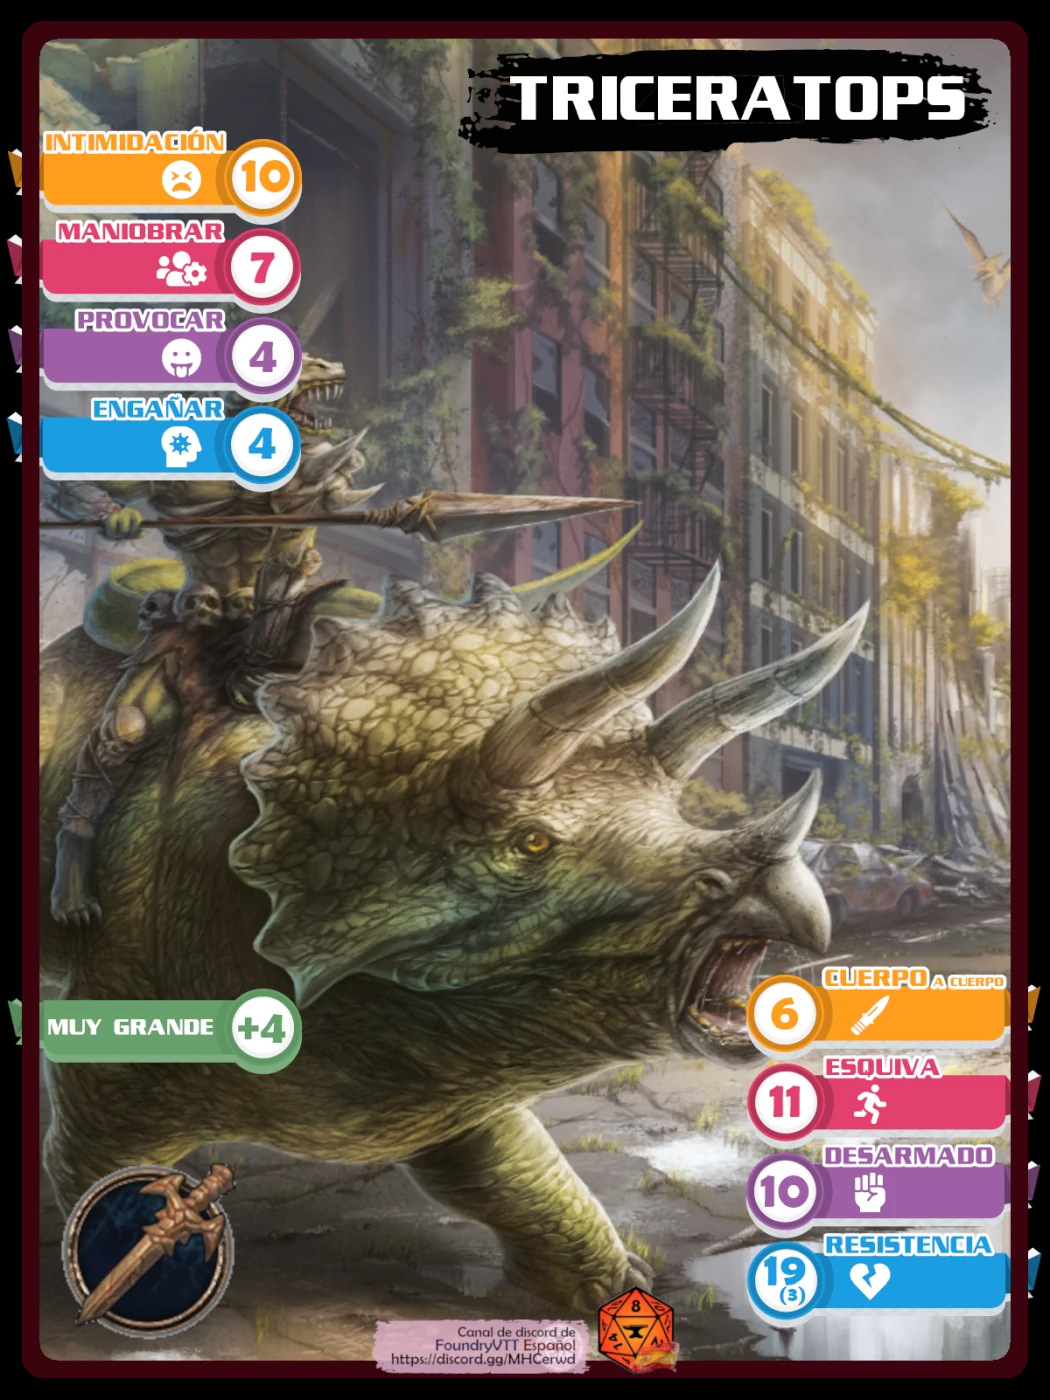 TRICERATOPS
INTIMIDACIÓN
10
MANIOBRAR
7
PROVOCAR
4
ENGAÑAR
4
MUY GRANDE +4
CUERPO A CUERPO
6
ESQUIVA
11
DESARMADO
10
RESISTENCIA
19
(3)
8
Canal de discord de
FoundryVTT Español
https://discord.gg/MHCerwd